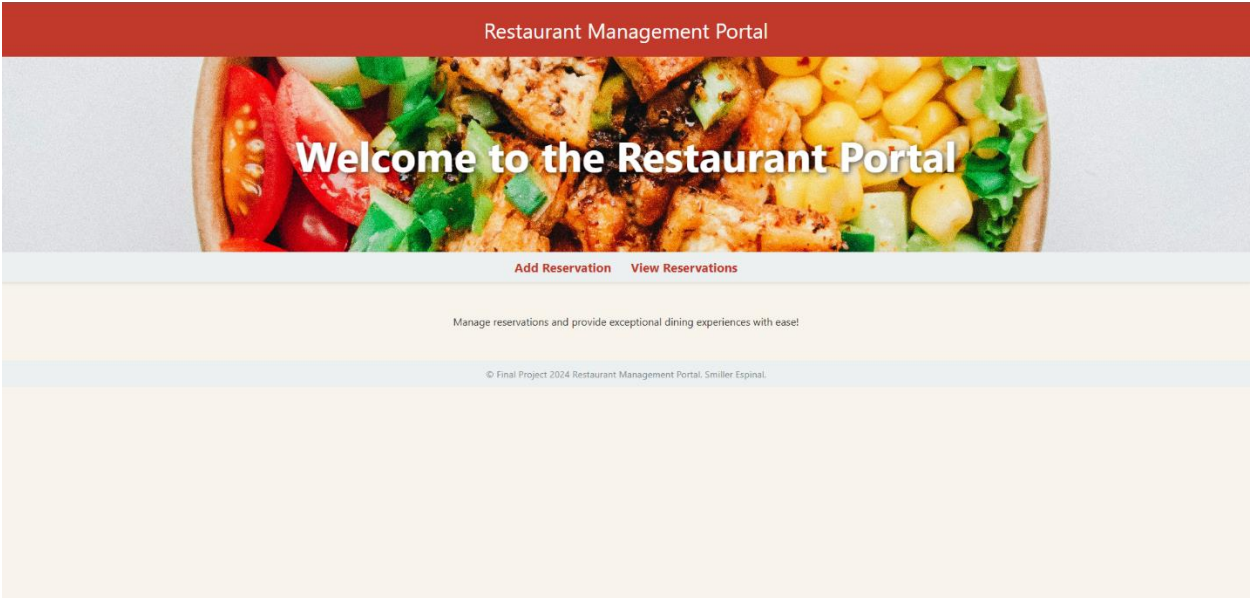 Restaurant Management Portal
Welcome to the Restaurant Portal
Add Reservation View Reservations
Manage reservations and provide exceptional dining experiences with ease!
© Final Project 2024 Restaurant Management Portal. Smiller Espinal.